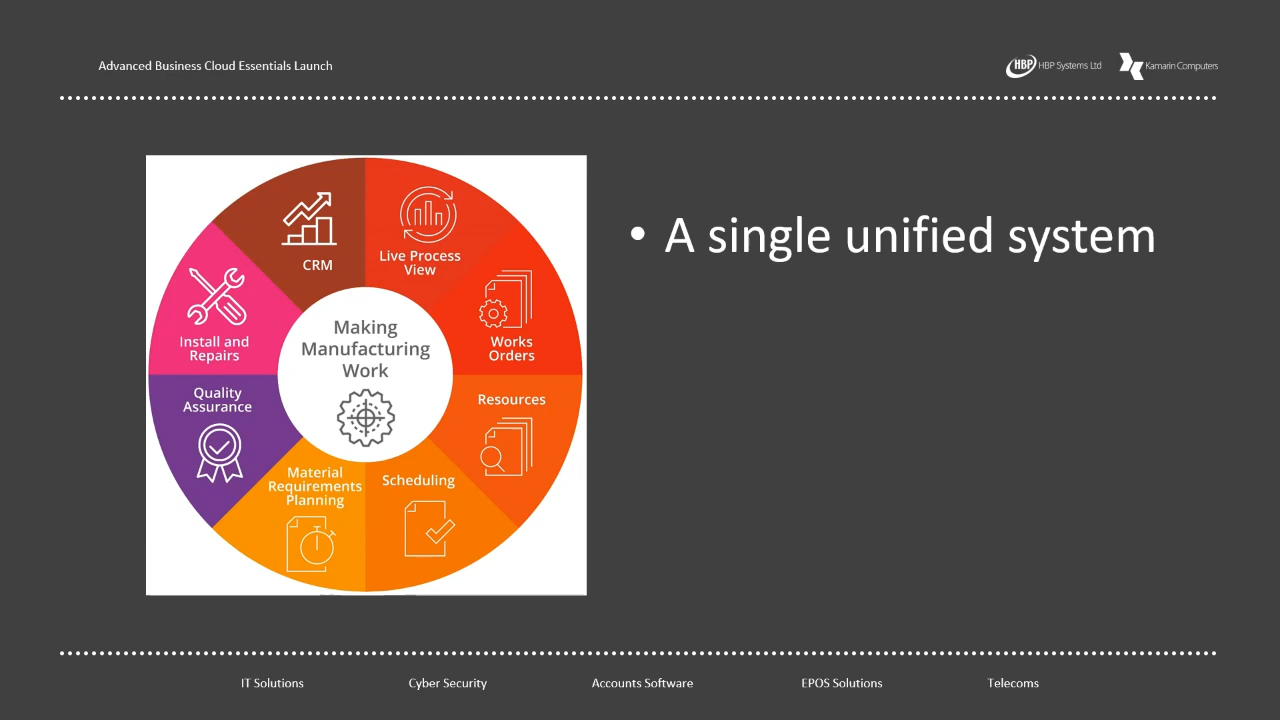 Advanced Business Cloud Essentials Launch
HBP HBP Systems Ltd
Kamarin Computers
CRM
Live Process
View
Works
Orders
Resources
Scheduling
Material
Requirements
Planning
Quality
Assurance
Install and
Repairs
Making
Manufacturing
Work
• A single unified system
IT Solutions
Cyber Security
Accounts Software
EPOS Solutions
Telecoms